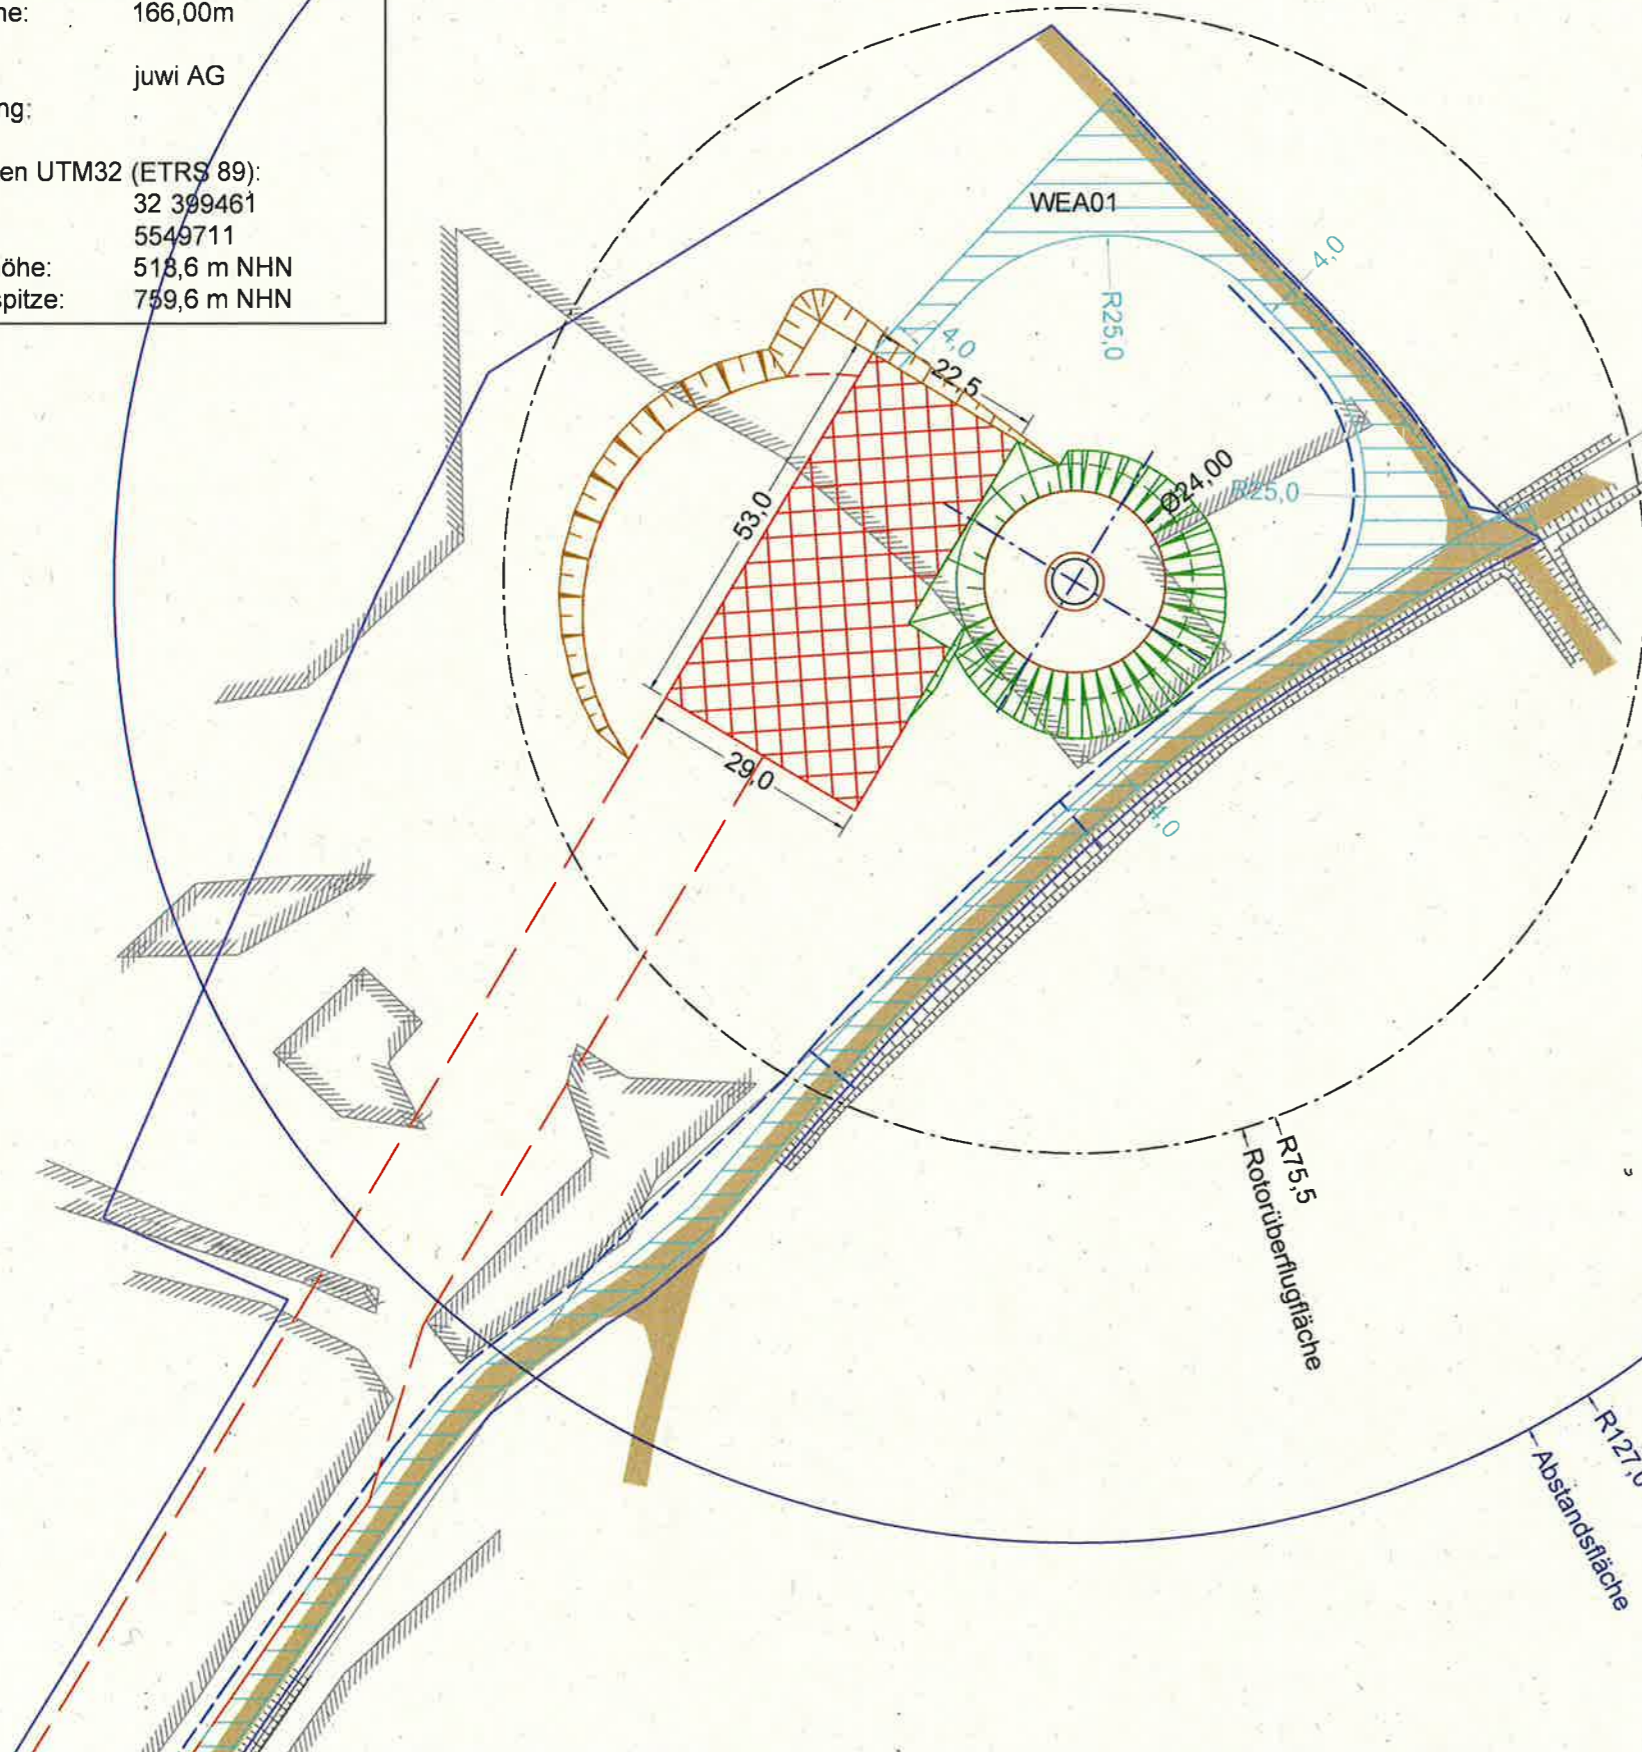 ne: 166,00m
juwi AG
ng:
en UTM32 (ETRS 89):
32 399461
5549711
öhe: 518,6 m NHN
spitze: 759,6 m NHN
WEA01
4,0
R25,0
4,0
22,5
Ø24,00
R25,0
53,0
29,0
4,0
R75,5
Rotorüberflugfläche
R127,0
Abstandsfläche